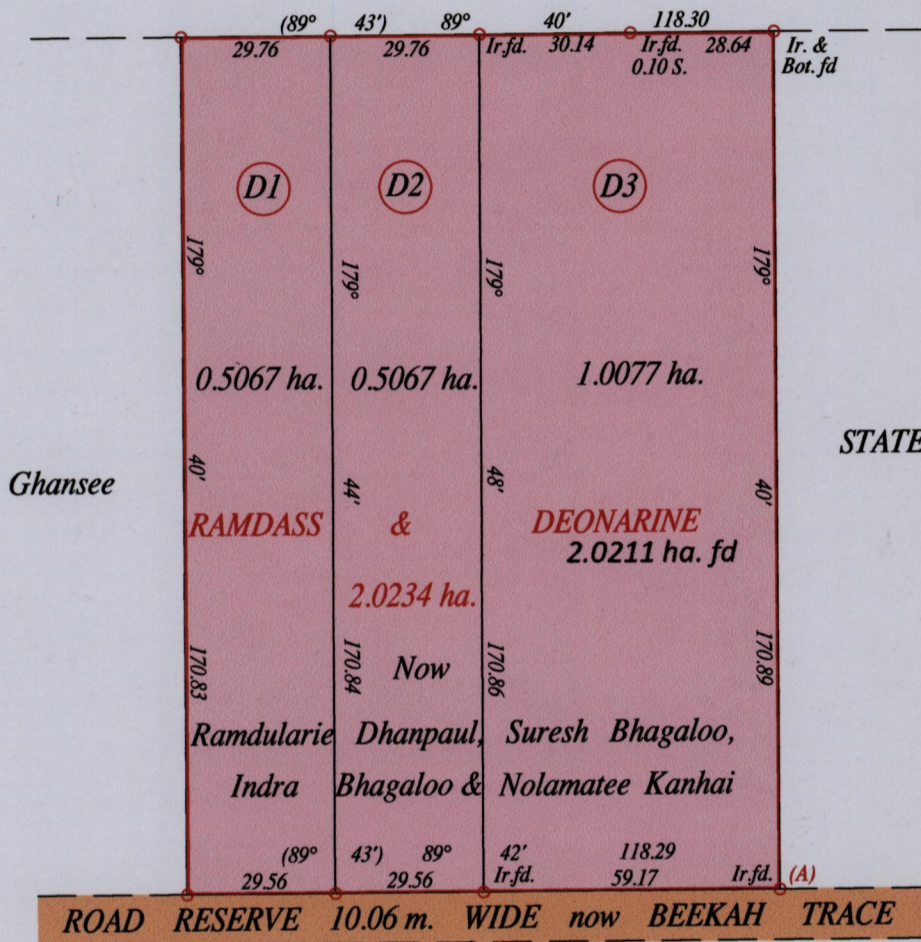 (89° 43') 89° 40' 118.30
29.76 29.76 Ir.fd. 30.14 Ir.fd. 28.64 Ir. &
0.10 S. Bot. fd
D1 D2 D3
179° 179° 179° 179°
0.5067 ha. 0.5067 ha. 1.0077 ha.
Ghansee STATE
40' 44' 48' 40'
RAMDASS & DEONARINE
2.0211 ha. fd
2.0234 ha.
170.83 170.84 170.86 170.89
Now
Ramdularie Dhanpaul, Suresh Bhagaloo,
Indra Bhagaloo & Nolamatee Kanhai
(89° 43') 89° 42' 118.29
29.56 29.56 Ir.fd. 59.17 Ir.fd. (A)
ROAD RESERVE 10.06 m. WIDE now BEEKAH TRACE